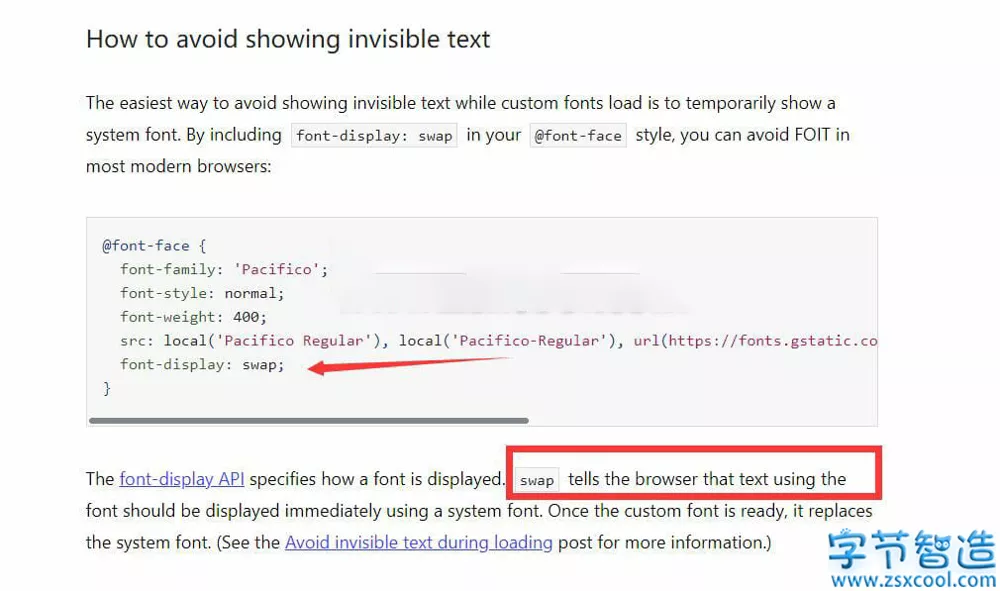 How to avoid showing invisible text
The easiest way to avoid showing invisible text while custom fonts load is to temporarily show a
system font. By including font-display: swap in your @font-face style, you can avoid FOIT in
most modern browsers:
@font-face {
font-family: 'Pacifico';
font-style: normal;
font-weight: 400;
src: local('Pacifico Regular'), local('Pacifico-Regular'), url(https://fonts.gstatic.co
font-display: swap;
}
The font-display API specifies how a font is displayed. swap tells the browser that text using the
font should be displayed immediately using a system font. Once the custom font is ready, it replaces
the system font. (See the Avoid invisible text during loading post for more information.)
字节智造
www.zsxcool.com